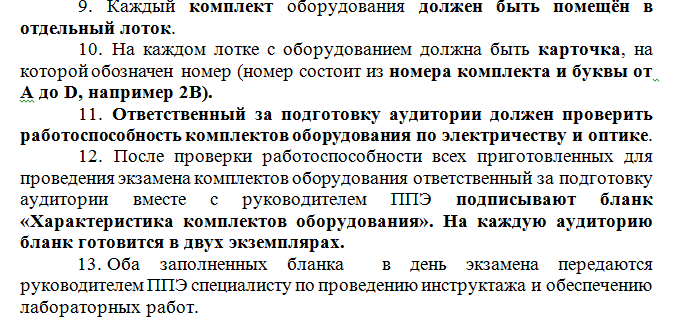 9. Каждый комплект оборудования должен быть помещён в
отдельный лоток.
10. На каждом лотке с оборудованием должна быть карточка, на
которой обозначен номер (номер состоит из номера комплекта и буквы от
A до D, например 2B).
11. Ответственный за подготовку аудитории должен проверить
работоспособность комплектов оборудования по электричеству и оптике.
12. После проверки работоспособности всех приготовленных для
проведения экзамена комплектов оборудования ответственный за подготовку
аудитории вместе с руководителем ППЭ подписывают бланк
«Характеристика комплектов оборудования». На каждую аудиторию
бланк готовится в двух экземплярах.
13. Оба заполненных бланка в день экзамена передаются
руководителем ППЭ специалисту по проведению инструктажа и обеспечению
лабораторных работ.